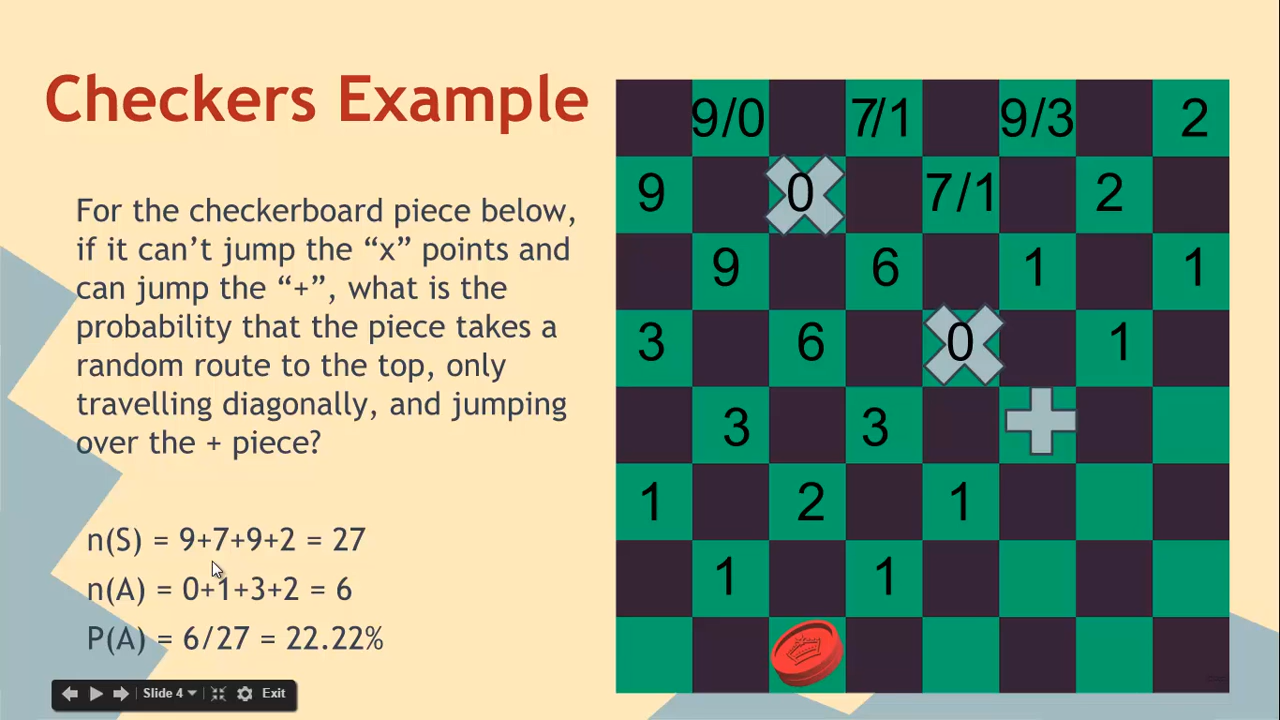 Checkers Example
For the checkerboard piece below,
if it can't jump the “x” points and
can jump the “+”, what is the
probability that the piece takes a
random route to the top, only
travelling diagonally, and jumping
over the + piece?
n(S) = 9+7+9+2 = 27
n(A) = 0+1+3+2 = 6
P(A) = 6/27 = 22.22%
9/0 7/1 9/3 2
9 0 7/1 2
9 6 1 1
3 6 0 1
3 3
1 2 1
1 1
Slide 4 Exit